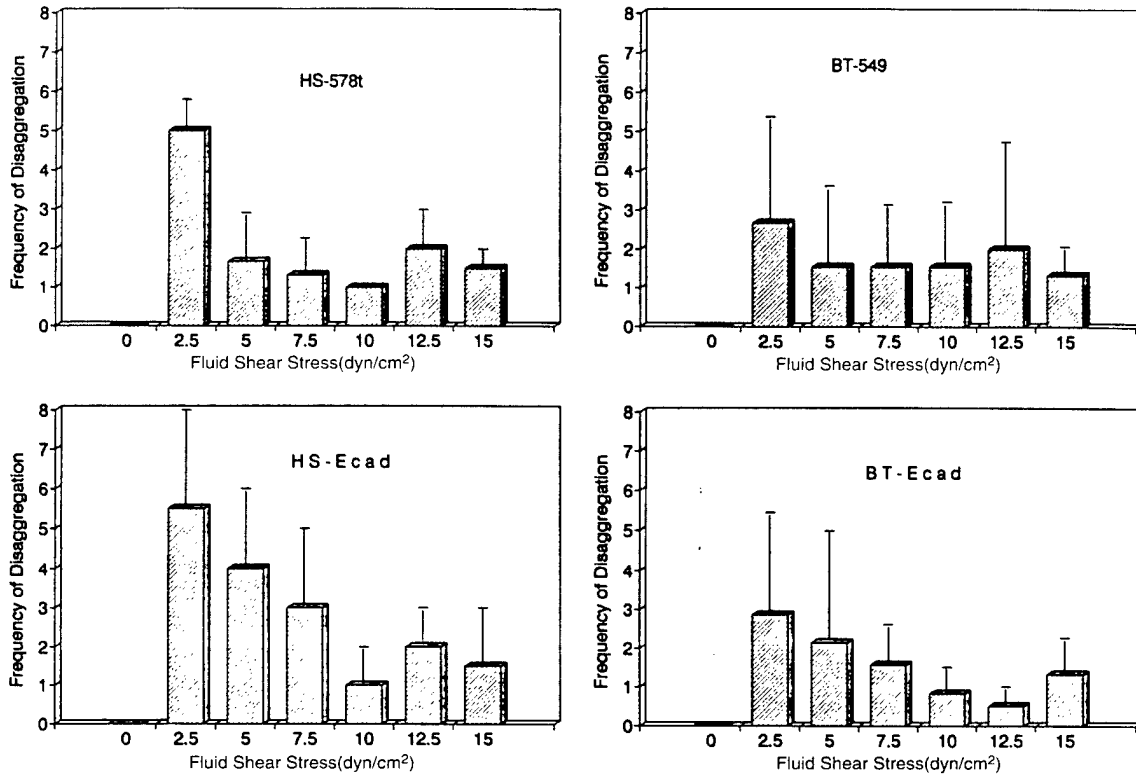 HS-578t
Frequency of Disaggregation
8
7
6
5
4
3
2
1
0
0 2.5 5 7.5 10 12.5 15
Fluid Shear Stress(dyn/cm²)
BT-549
Frequency of Disaggregation
8
7
6
5
4
3
2
1
0
0 2.5 5 7.5 10 12.5 15
Fluid Shear Stress(dyn/cm²)
HS-Ecad
Frequency of Disaggregation
8
7
6
5
4
3
2
1
0
0 2.5 5 7.5 10 12.5 15
Fluid Shear Stress(dyn/cm²)
BT-Ecad
Frequency of Disaggregation
8
7
6
5
4
3
2
1
0
0 2.5 5 7.5 10 12.5 15
Fluid Shear Stress(dyn/cm²)